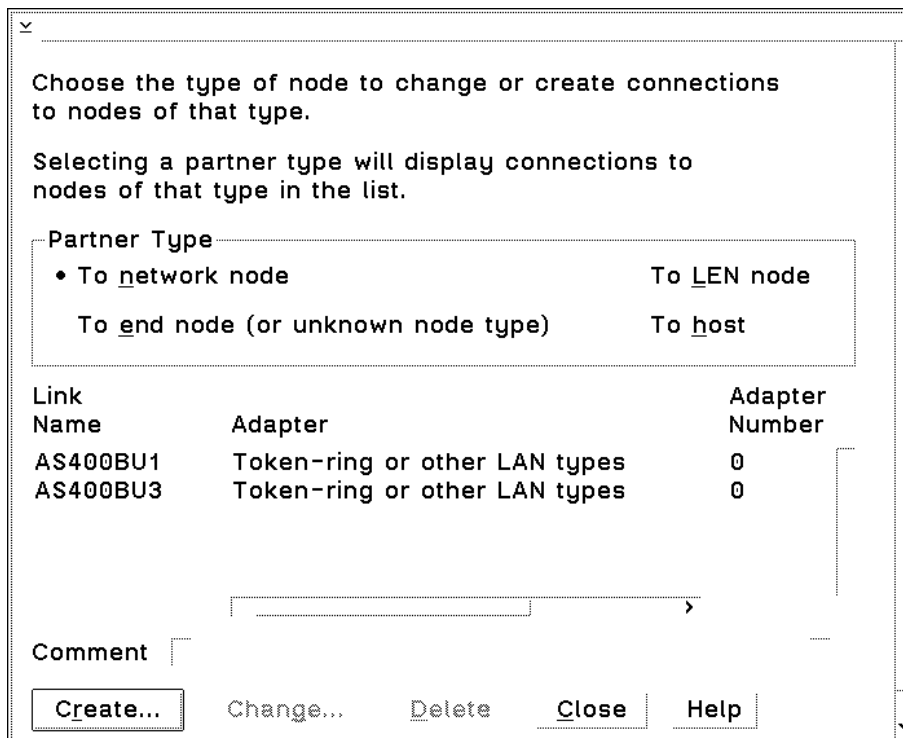 Choose the type of node to change or create connections
to nodes of that type.
Selecting a partner type will display connections to
nodes of that type in the list.
Partner Type
• To network node To LEN node
To end node (or unknown node type) To host
Link Adapter
Name Adapter Number
AS400BU1 Token-ring or other LAN types 0
AS400BU3 Token-ring or other LAN types 0
Comment
Create... Change... Delete Close Help